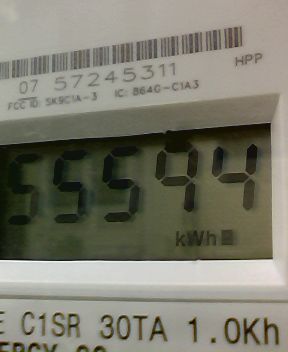 HPP
07 57245311
FCC ID: SK9C1A-3 IC: 864G-C1A3
55594
kWh
C1SR 30TA 1.0Kh